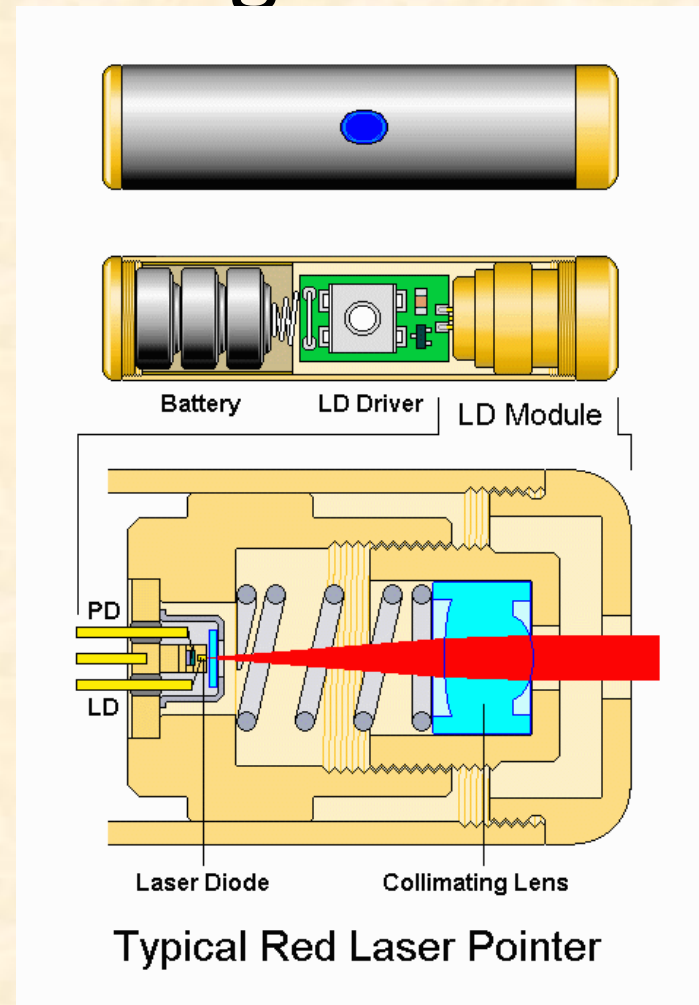 Battery
LD Driver
LD Module
PD
LD
Laser Diode
Collimating Lens
Typical Red Laser Pointer